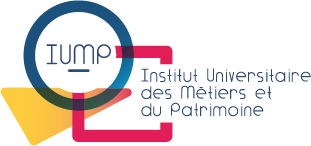 IUMP
Institut Universitaire
des Métiers et
du Patrimoine